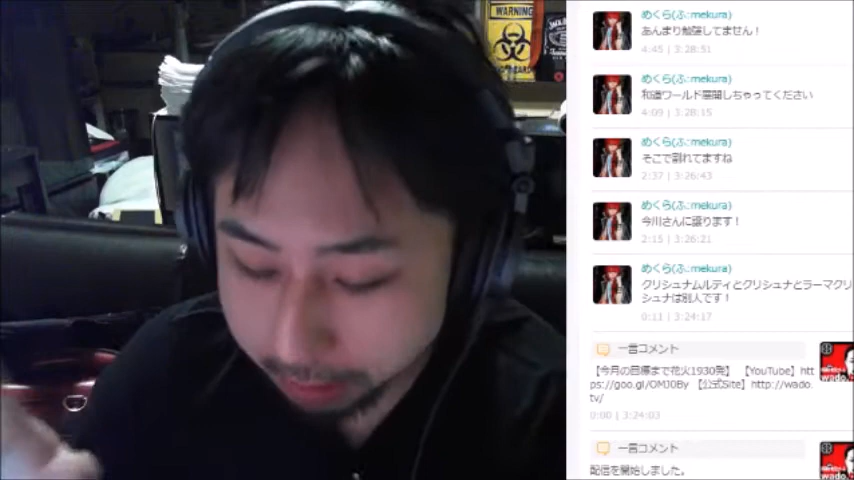 WARNING
めくら(ふ:mekura)
あんまり勉強してません！
4:45 | 3:28:51
めくら(ふ:mekura)
和道ワールド展開しちゃってください
4:09 | 3:28:15
めくら(ふ:mekura)
そこで割れてますね
2:37 | 3:26:43
めくら(ふ:mekura)
今川さんに譲ります！
2:15 | 3:26:21
めくら(ふ:mekura)
クリシュナムルティとクリシュナとラーマクリ
シュナは別人です！
0:11 | 3:24:17
一言コメント
【今月の目標まで花火1930発】 【YouTube】htt
ps://goo.gl/OMJ0By 【公式Site】http://wado.
tv/
0:00 | 3:24:03
wado.
一言コメント
配信を開始しました。
wado.